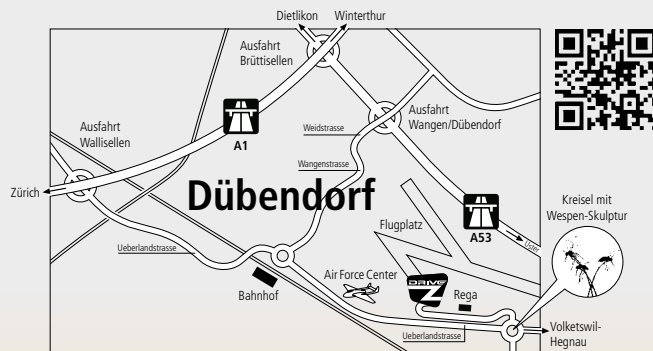 Dietlikon
Winterthur
Ausfahrt
Brüttisellen
Ausfahrt
Wallisellen
A1
Weidstrasse
Ausfahrt
Wangen/Dübendorf
Wangenstrasse
Zürich
Dübendorf
Kreisel mit
Wespen-Skulptur
Flugplatz
A53
Uster
Ueberlandstrasse
Air Force Center
DRIVE
Z
Rega
Bahnhof
Ueberlandstrasse
Volketswil-
Hegnau